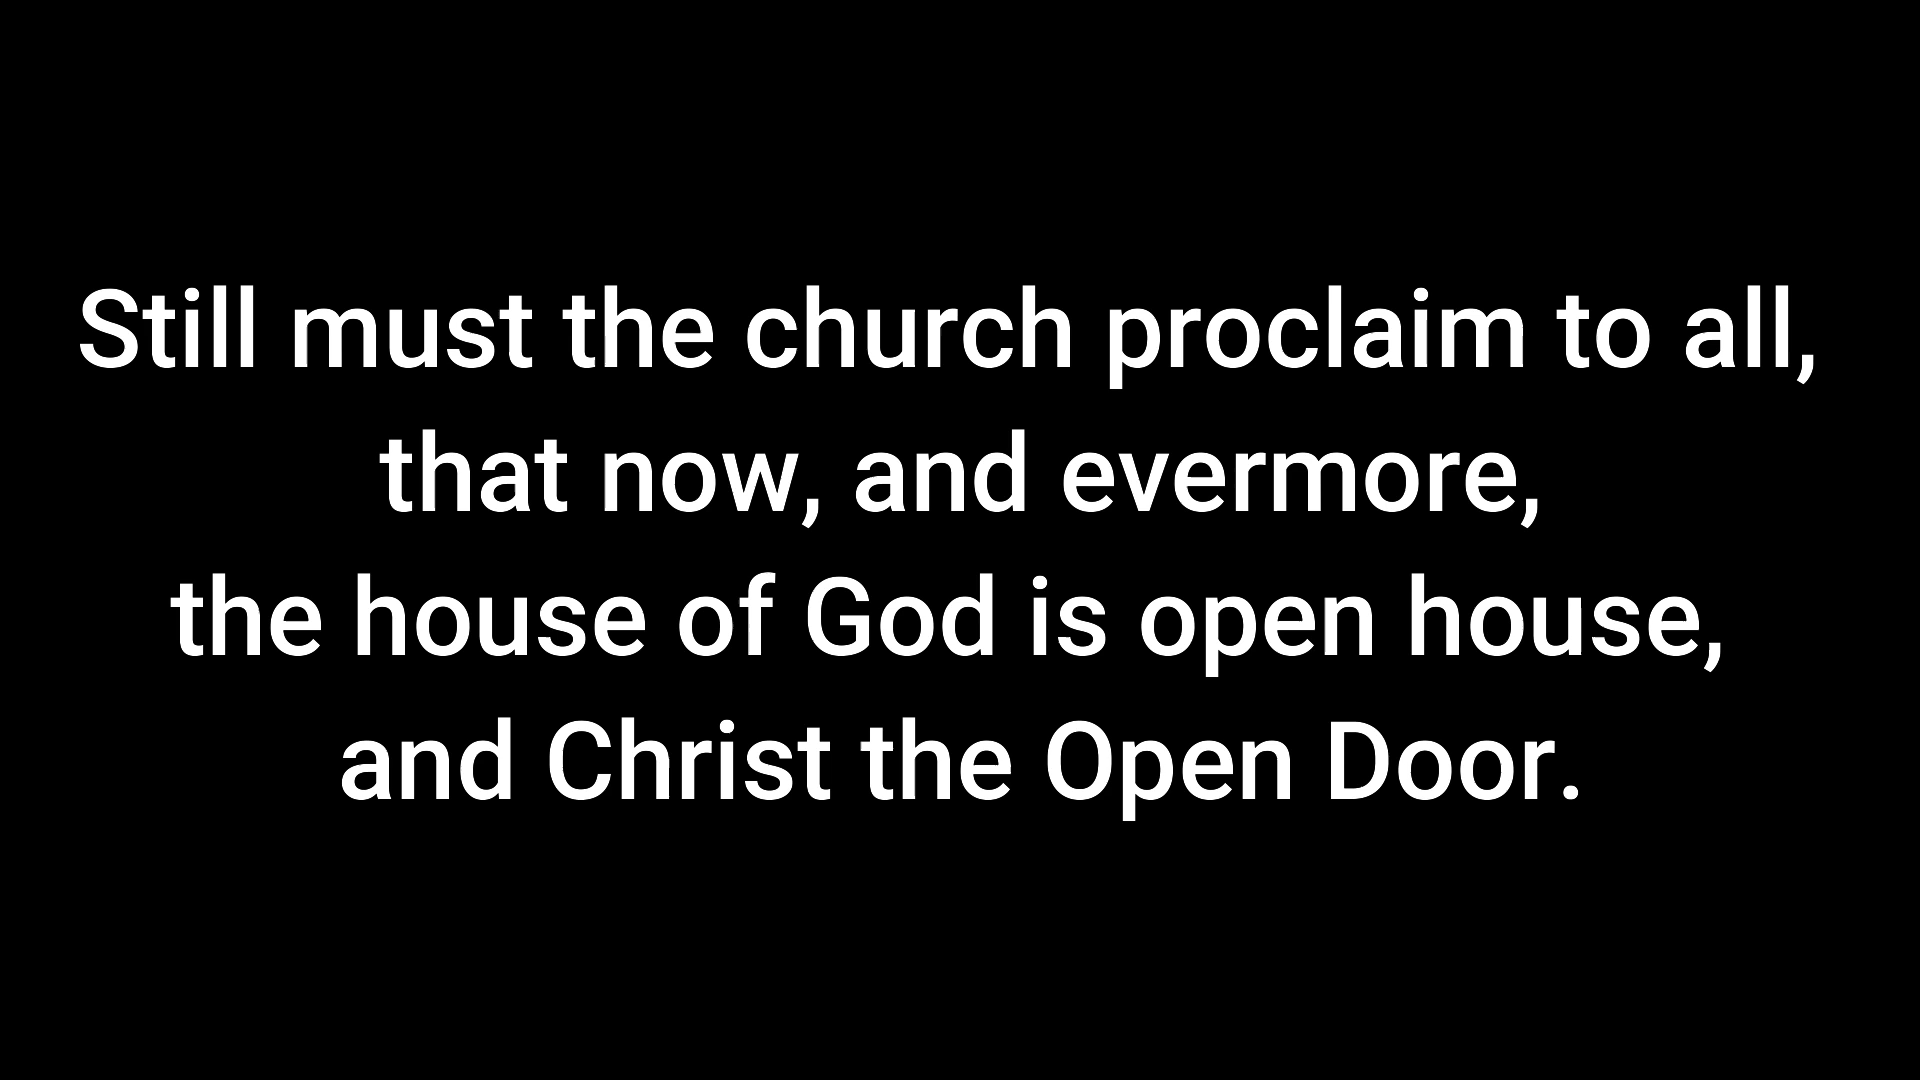 Still must the church proclaim to all,
that now, and evermore,
the house of God is open house,
and Christ the Open Door.